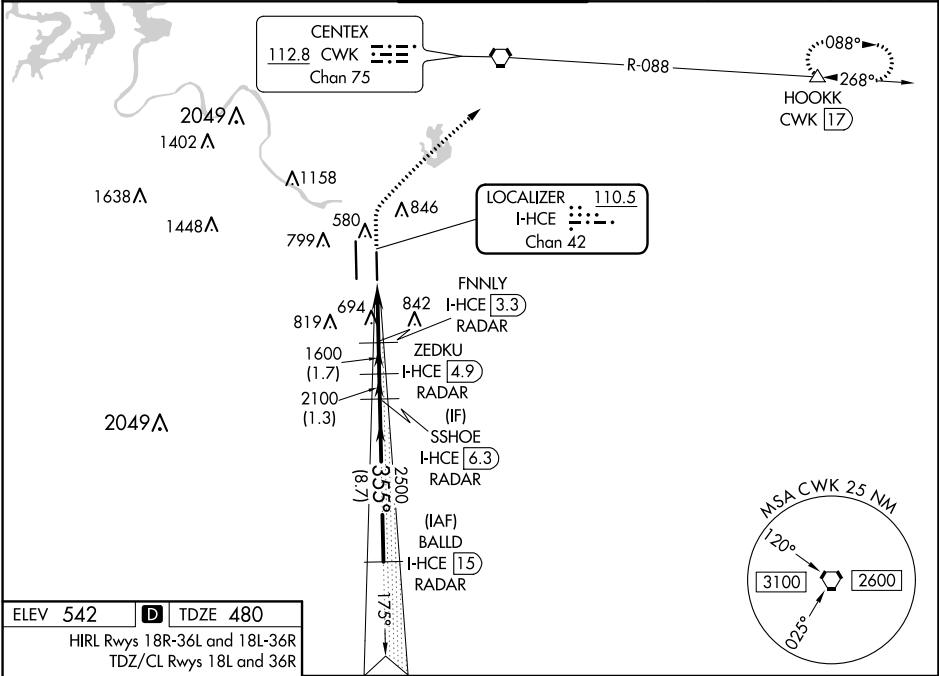 CENTEX
112.8 CWK
Chan 75
R-088
088°
268°
HOOKK
CWK 17
2049
1402
1158
1638
1448
580
846
799
LOCALIZER 110.5
I-HCE
Chan 42
FNNLY
I-HCE 3.3
RADAR
694
842
819
1600
(1.7)
ZEDKU
I-HCE 4.9
RADAR
2100
(1.3)
(IF)
SSHOE
I-HCE 6.3
RADAR
2049
2500
355°
(8.7)
(IAF)
BALLD
I-HCE 15
RADAR
175°
MSA CWK 25 NM
120°
3100
2600
025°
ELEV 542 D TDZE 480
HIRL Rwys 18R-36L and 18L-36R
TDZ/CL Rwys 18L and 36R